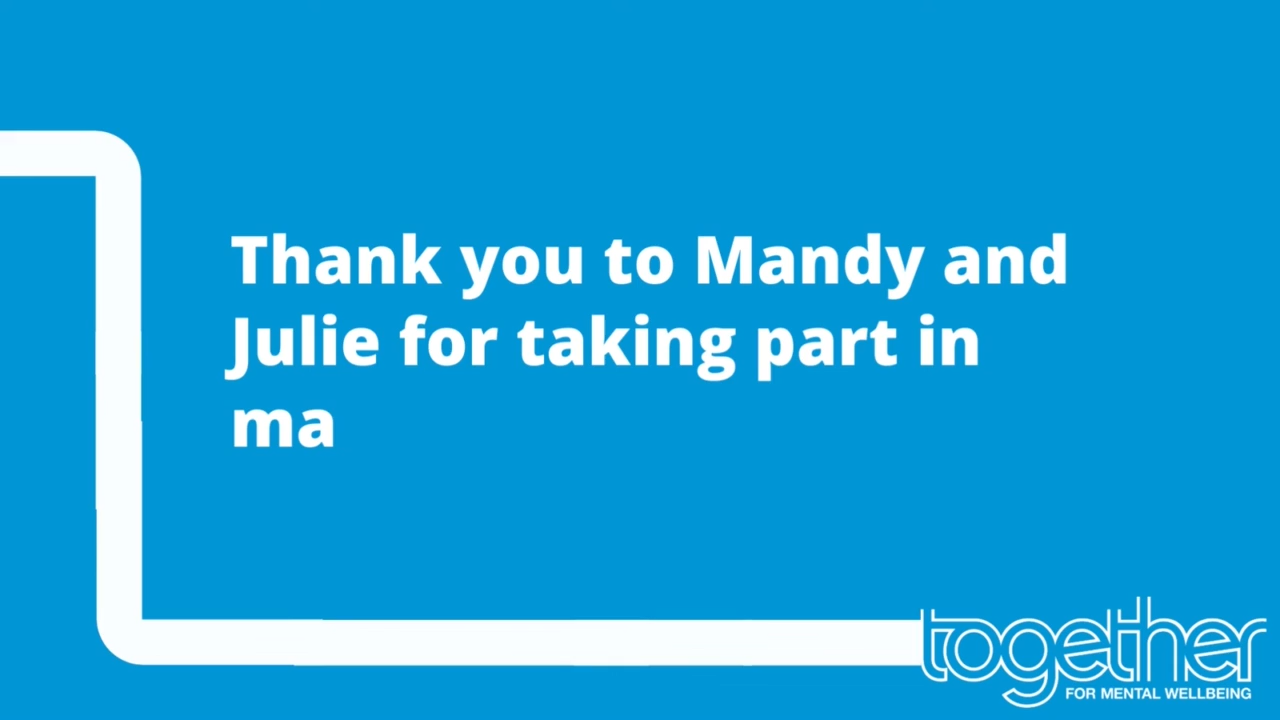 Thank you to Mandy and
Julie for taking part in
ma
together
FOR MENTAL WELLBEING